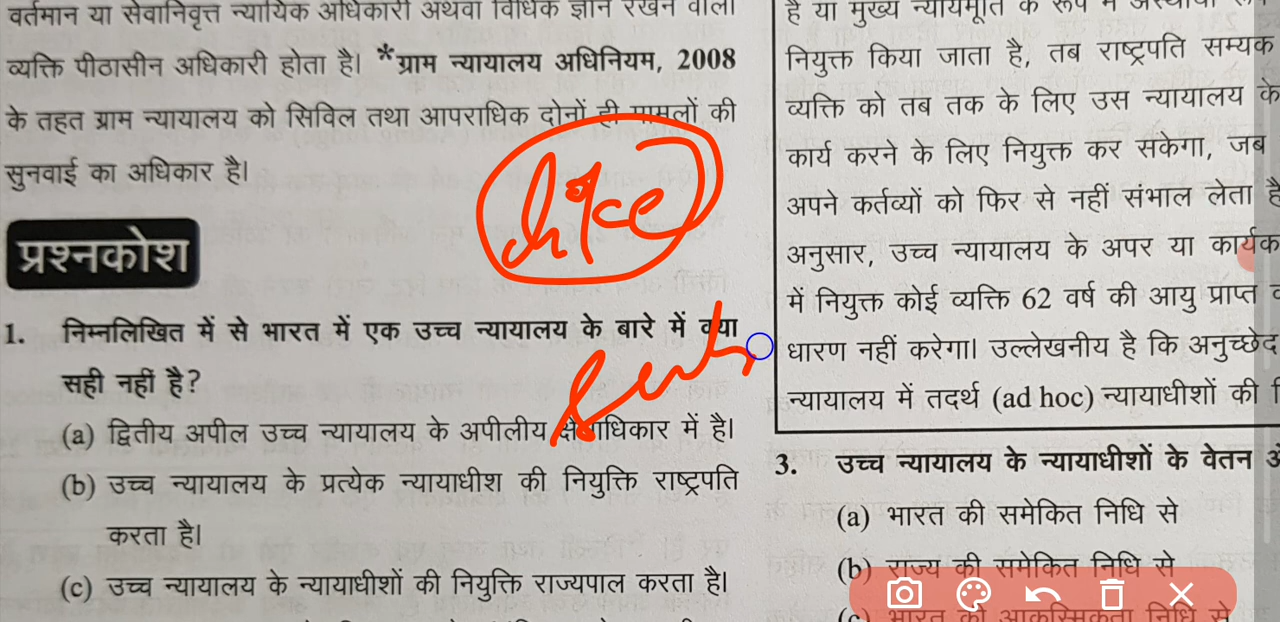 वर्तमान या सेवानिवृत्त न्यायिक अधिकारी अथवा विधिक ज्ञान रखने वाला
व्यक्ति पीठासीन अधिकारी होता है। *ग्राम न्यायालय अधिनियम, 2008
के तहत ग्राम न्यायालय को सिविल तथा आपराधिक दोनों ही मामलों की
सुनवाई का अधिकार है।
प्रश्नकोश
1. निम्नलिखित में से भारत में एक उच्च न्यायालय के बारे में क्या
सही नहीं है?
(a) द्वितीय अपील उच्च न्यायालय के अपीलीय क्षेत्राधिकार में है।
(b) उच्च न्यायालय के प्रत्येक न्यायाधीश की नियुक्ति राष्ट्रपति
करता है।
(c) उच्च न्यायालय के न्यायाधीशों की नियुक्ति राज्यपाल करता है।
है या मुख्य न्यायमूर्ति के रूप में अस्थायी
नियुक्त किया जाता है, तब राष्ट्रपति सम्यक
व्यक्ति को तब तक के लिए उस न्यायालय के
कार्य करने के लिए नियुक्त कर सकेगा, जब
अपने कर्तव्यों को फिर से नहीं संभाल लेता है
अनुसार, उच्च न्यायालय के अपर या कार्यक
में नियुक्त कोई व्यक्ति 62 वर्ष की आयु प्राप्त
धारण नहीं करेगा। उल्लेखनीय है कि अनुच्छेद
न्यायालय में तदर्थ (ad hoc) न्यायाधीशों की
3. उच्च न्यायालय के न्यायाधीशों के वेतन
(a) भारत की समेकित निधि से
(b) राज्य की समेकित निधि से
(c) भारत की आकस्मिकता निधि से